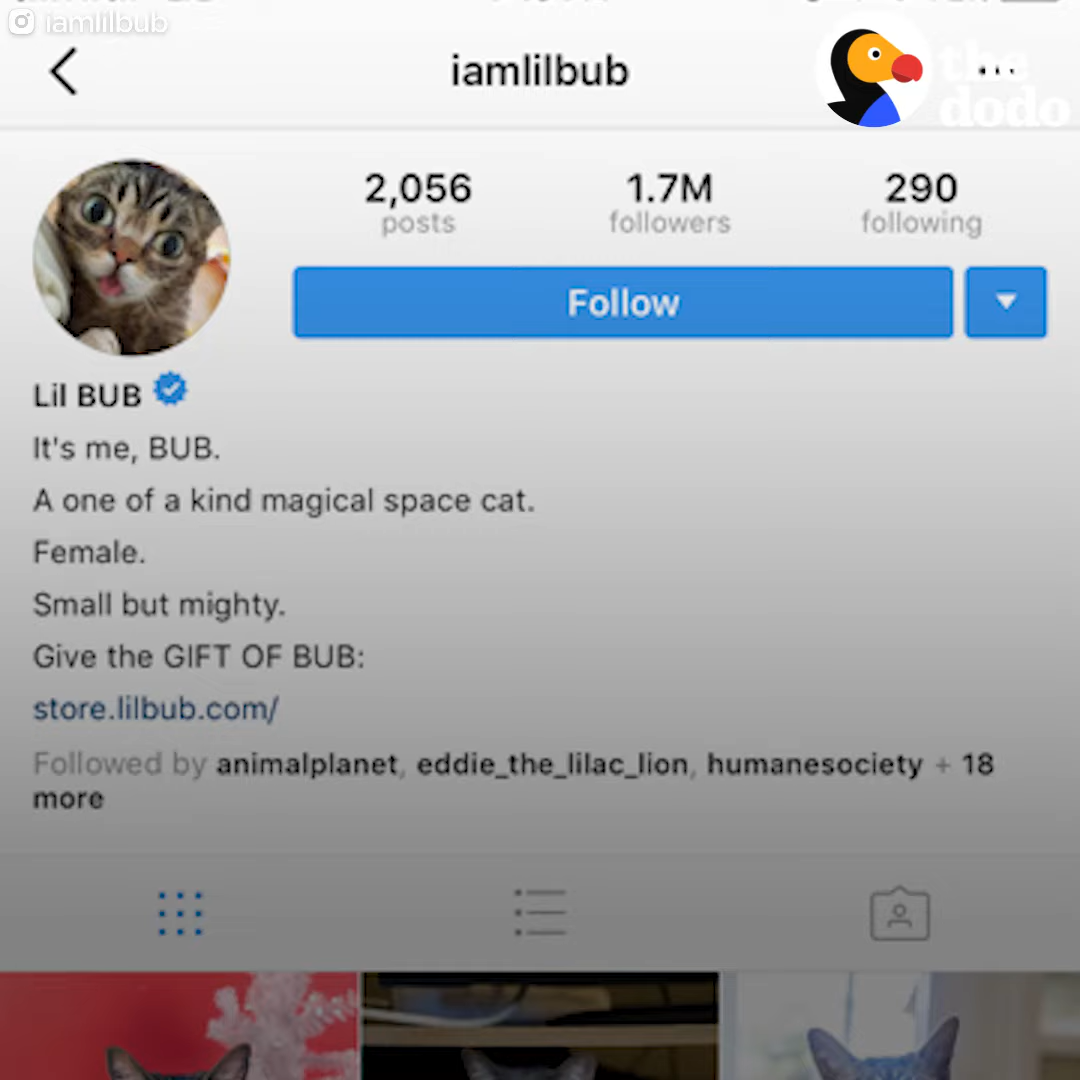 iamlilbub
iamlilbub
the
dodo
2,056
posts
1.7M
followers
290
following
Follow
Lil BUB
It's me, BUB.
A one of a kind magical space cat.
Female.
Small but mighty.
Give the GIFT OF BUB:
store.lilbub.com/
Followed by animalplanet, eddie_the_lilac_lion, humanesociety + 18
more